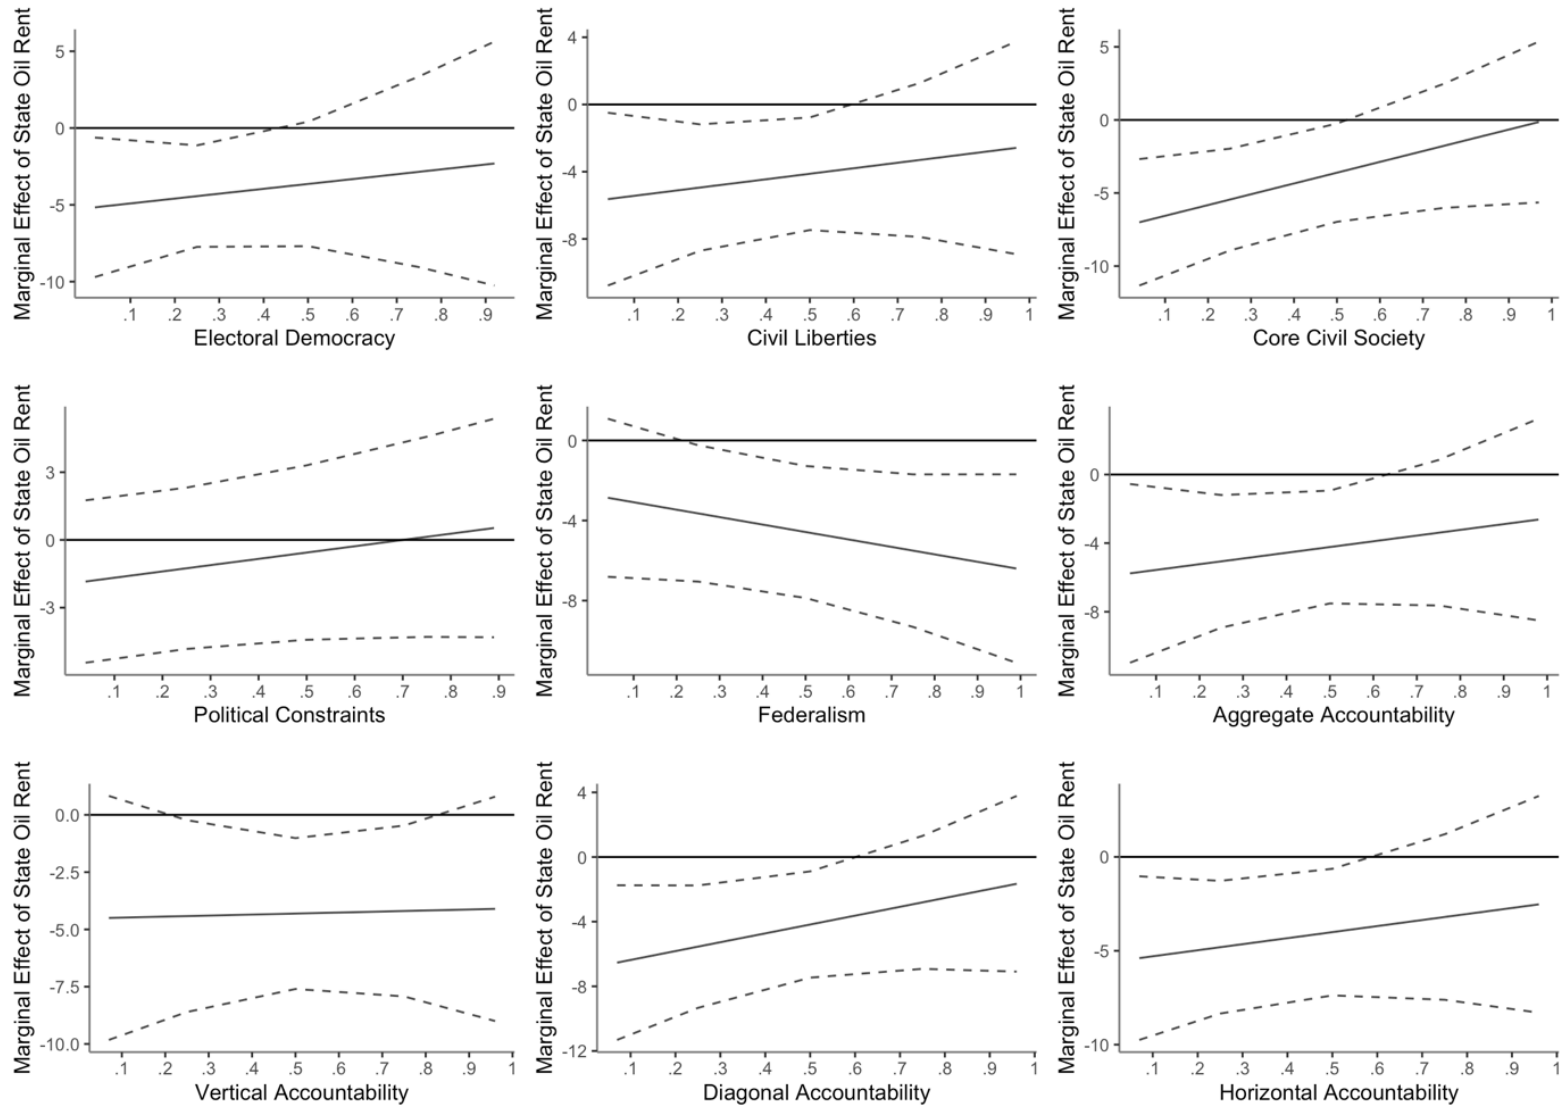 Marginal Effect of State Oil Rent
5
0
-5
-10
.1 .2 .3 .4 .5 .6 .7 .8 .9
Electoral Democracy
Marginal Effect of State Oil Rent
4
0
-4
-8
.1 .2 .3 .4 .5 .6 .7 .8 .9 1
Civil Liberties
Marginal Effect of State Oil Rent
5
0
-5
-10
.1 .2 .3 .4 .5 .6 .7 .8 .9 1
Core Civil Society
Marginal Effect of State Oil Rent
3
0
-3
.1 .2 .3 .4 .5 .6 .7 .8 .9
Political Constraints
Marginal Effect of State Oil Rent
0
-4
-8
.1 .2 .3 .4 .5 .6 .7 .8 .9 1
Federalism
Marginal Effect of State Oil Rent
0
-4
-8
.1 .2 .3 .4 .5 .6 .7 .8 .9 1
Aggregate Accountability
Marginal Effect of State Oil Rent
0.0
-2.5
-5.0
-7.5
-10.0
.1 .2 .3 .4 .5 .6 .7 .8 .9 1
Vertical Accountability
Marginal Effect of State Oil Rent
4
0
-4
-8
-12
.1 .2 .3 .4 .5 .6 .7 .8 .9 1
Diagonal Accountability
Marginal Effect of State Oil Rent
0
-5
-10
.1 .2 .3 .4 .5 .6 .7 .8 .9 1
Horizontal Accountability